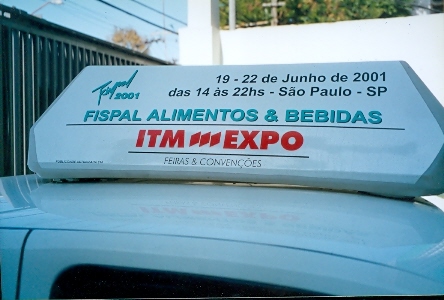 Fispal 2001
19 - 22 de Junho de 2001
das 14 às 22hs - São Paulo - SP
FISPAL ALIMENTOS & BEBIDAS
ITM EXPO
FEIRAS & CONVENÇÕES